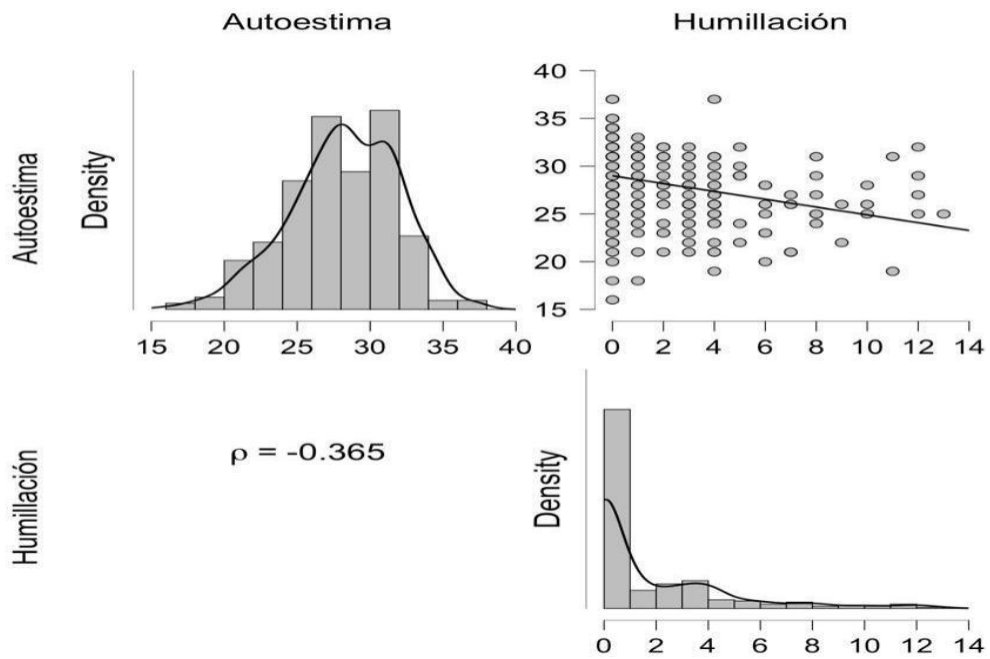 Autoestima Humillación
Autoestima
Density
15 20 25 30 35 40
40
35
30
25
20
15
0 2 4 6 8 10 12 14
Humillación
ρ = -0.365
Density
0 2 4 6 8 10 12 14